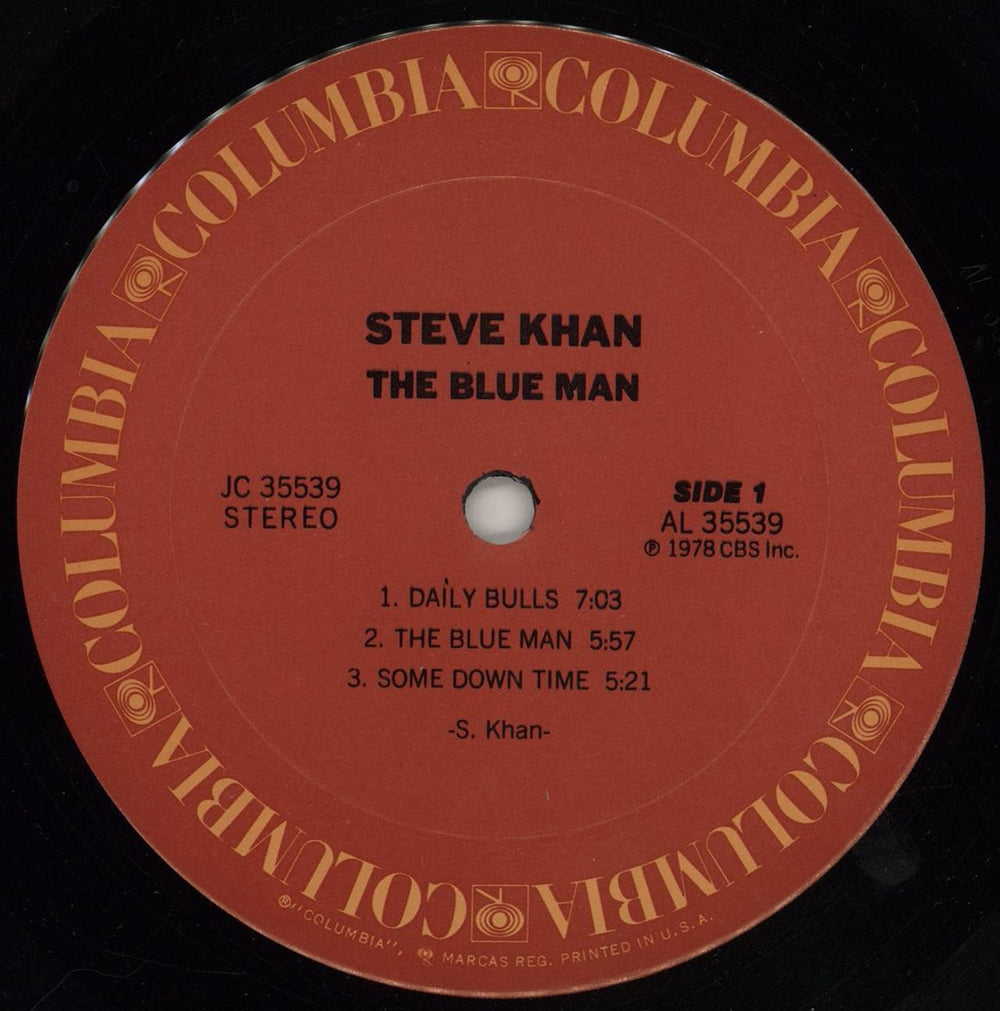 COLUMBIA COLUMBIA COLUMBIA COLUMBIA COLUMBIA COLUMBIA
STEVE KHAN
THE BLUE MAN
JC 35539
STEREO
SIDE 1
AL 35539
℗ 1978 CBS Inc.
1. DAILY BULLS 7:03
2. THE BLUE MAN 5:57
3. SOME DOWN TIME 5:21
-S. Khan-
®"COLUMBIA", MARCAS REG. PRINTED IN U.S.A.